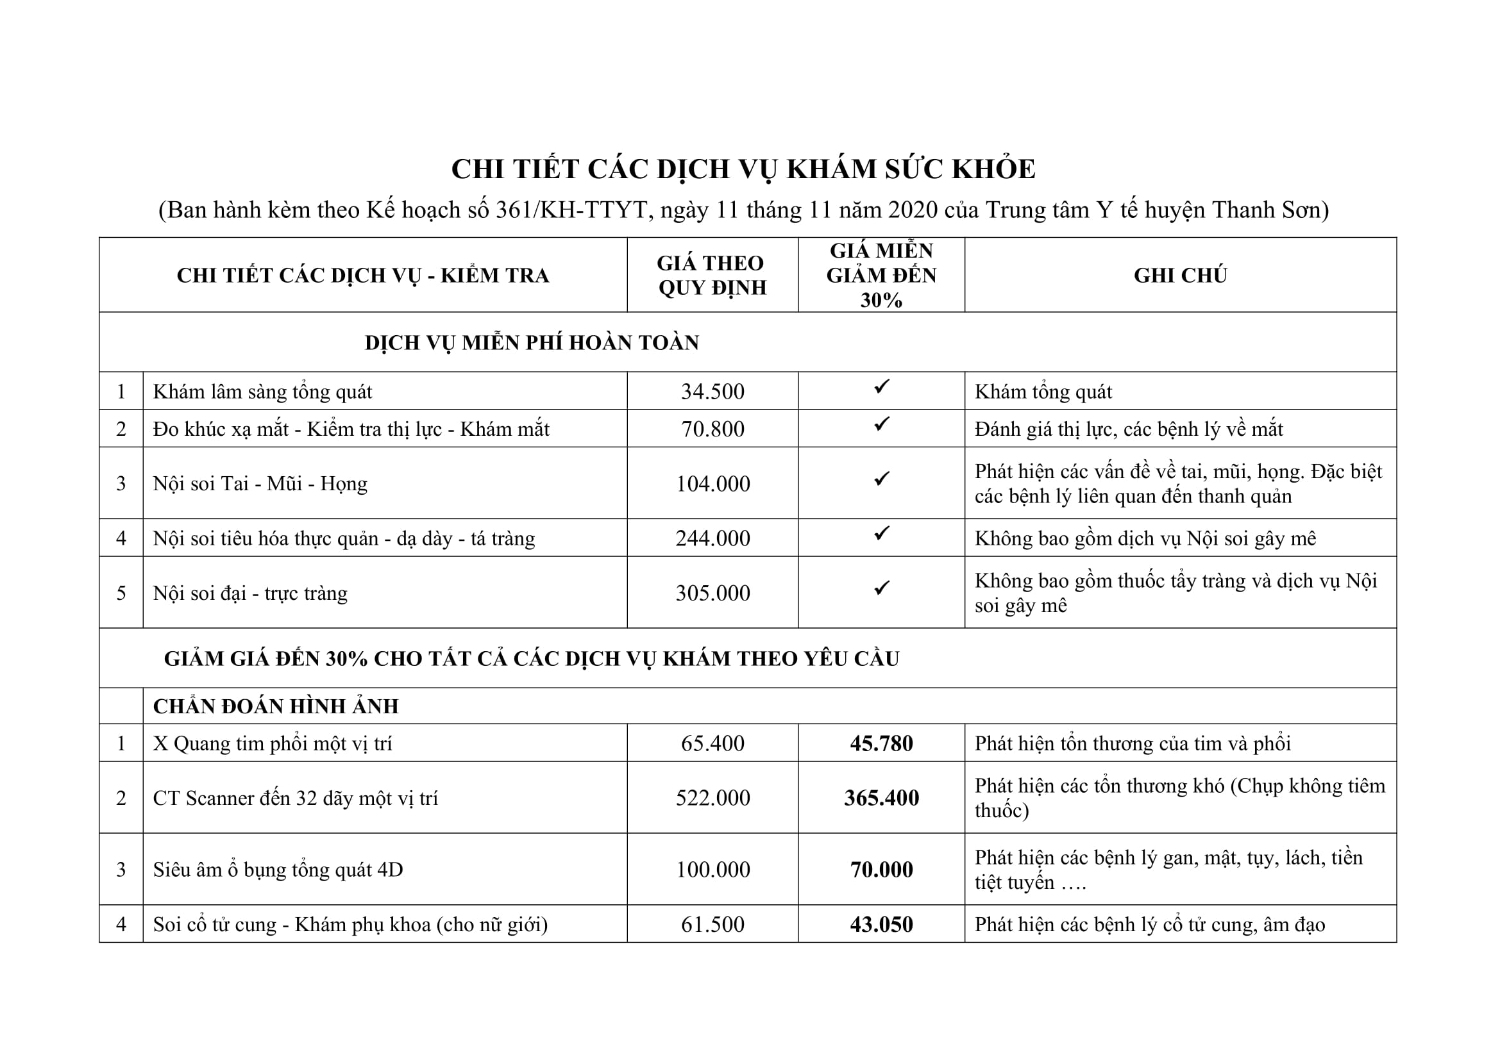 CHI TIẾT CÁC DỊCH VỤ KHÁM SỨC KHỎE
(Ban hành kèm theo Kế hoạch số 361/KH-TTYT, ngày 11 tháng 11 năm 2020 của Trung tâm Y tế huyện Thanh Sơn)
CHI TIẾT CÁC DỊCH VỤ - KIỂM TRA
GIÁ THEO
QUY ĐỊNH
GIÁ MIỄN
GIẢM ĐẾN
30%
GHI CHÚ
DỊCH VỤ MIỄN PHÍ HOÀN TOÀN
1 Khám lâm sàng tổng quát 34.500 ✓ Khám tổng quát
2 Đo khúc xạ mắt - Kiểm tra thị lực - Khám mắt 70.800 ✓ Đánh giá thị lực, các bệnh lý về mắt
3 Nội soi Tai - Mũi - Họng 104.000 ✓ Phát hiện các vấn đề về tai, mũi, họng. Đặc biệt
các bệnh lý liên quan đến thanh quản
4 Nội soi tiêu hóa thực quản - dạ dày - tá tràng 244.000 ✓ Không bao gồm dịch vụ Nội soi gây mê
5 Nội soi đại - trực tràng 305.000 ✓ Không bao gồm thuốc tẩy tràng và dịch vụ Nội
soi gây mê
GIẢM GIÁ ĐẾN 30% CHO TẤT CẢ CÁC DỊCH VỤ KHÁM THEO YÊU CẦU
CHẨN ĐOÁN HÌNH ẢNH
1 X Quang tim phổi một vị trí 65.400 45.780 Phát hiện tổn thương của tim và phổi
2 CT Scanner đến 32 dãy một vị trí 522.000 365.400 Phát hiện các tổn thương khó (Chụp không tiêm
thuốc)
3 Siêu âm ổ bụng tổng quát 4D 100.000 70.000 Phát hiện các bệnh lý gan, mật, tụy, lách, tiền
tiệt tuyến ….
4 Soi cổ tử cung - Khám phụ khoa (cho nữ giới) 61.500 43.050 Phát hiện các bệnh lý cổ tử cung, âm đạo